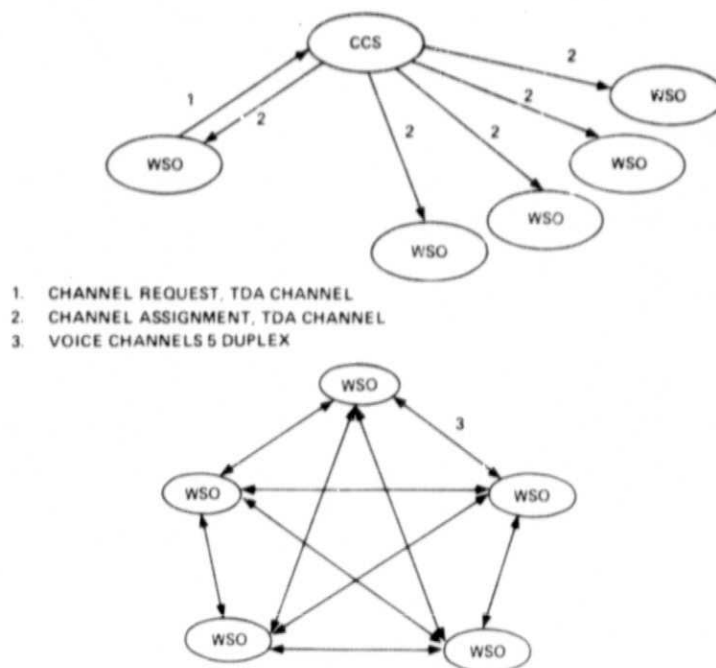 CCS
1
2
2
2
2
2
WSO
WSO
WSO
WSO
WSO
1. CHANNEL REQUEST, TDA CHANNEL
2. CHANNEL ASSIGNMENT, TDA CHANNEL
3. VOICE CHANNELS 5 DUPLEX
WSO
3
WSO
WSO
WSO
WSO